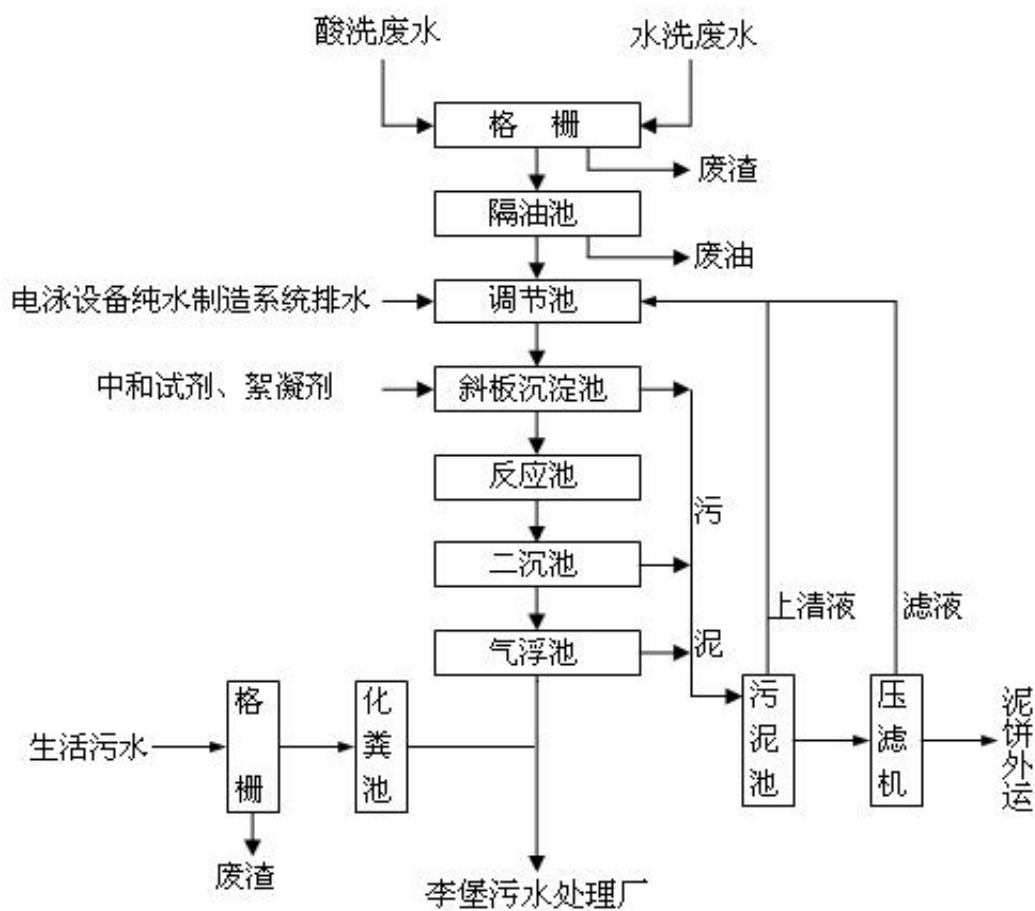 酸洗废水
水洗废水
格 栅
废渣
隔油池
废油
电泳设备纯水制造系统排水
调节池
中和试剂、絮凝剂
斜板沉淀池
反应池
污
二沉池
上清液
滤液
气浮池
泥
生活污水
格 栅
化粪池
污泥池
压滤机
泥饼外运
废渣
李堡污水处理厂